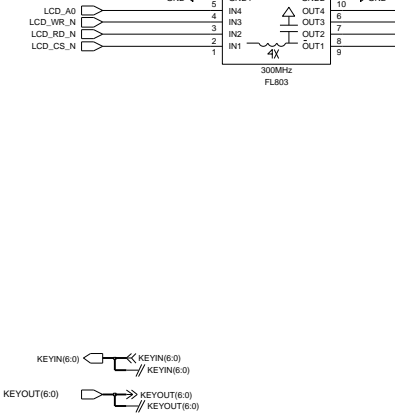 5 10
LCD_A0 4 IN4 OUT4 6
LCD_WR_N 3 IN3 OUT3 7
LCD_RD_N 2 IN2 OUT2 8
LCD_CS_N 1 IN1 OUT1 9
4X
300MHz
FL803
KEYIN(6:0) KEYIN(6:0)
KEYIN(6:0)
KEYOUT(6:0) KEYOUT(6:0)
KEYOUT(6:0)